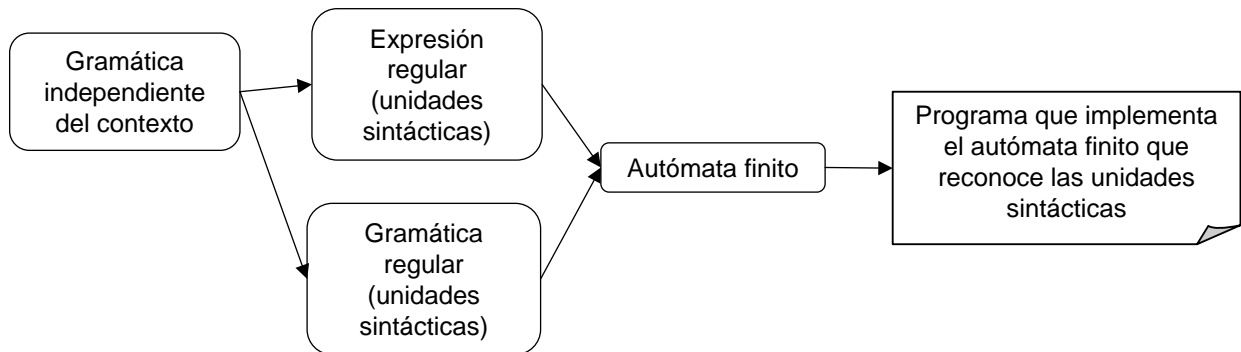 Gramática
independiente
del contexto
Expresión
regular
(unidades
sintácticas)
Gramática
regular
(unidades
sintácticas)
Autómata finito
Programa que implementa
el autómata finito que
reconoce las unidades
sintácticas